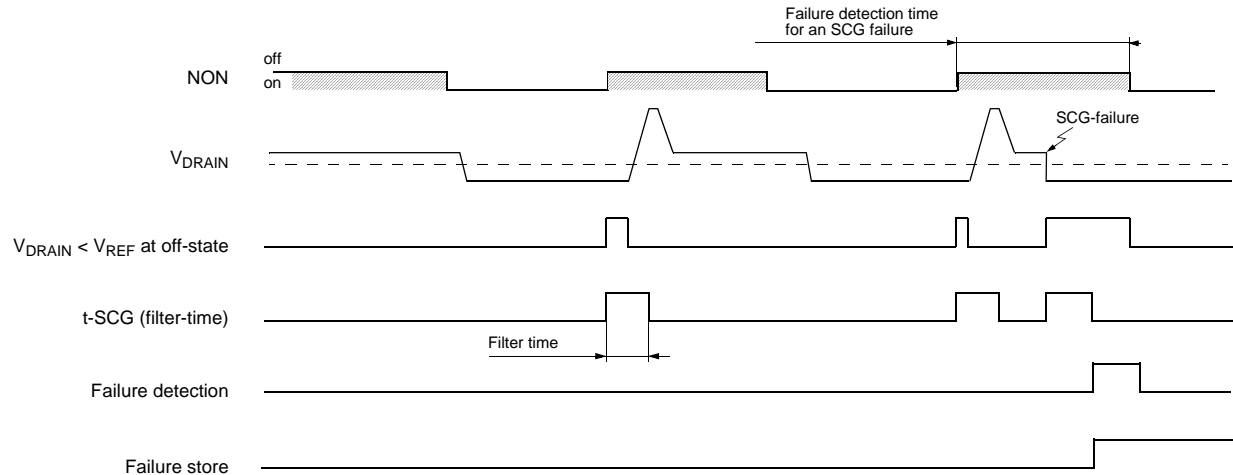 Failure detection time
for an SCG failure
off
NON
on
SCG-failure
VDRAIN
VDRAIN < VREF at off-state
t-SCG (filter-time)
Filter time
Failure detection
Failure store